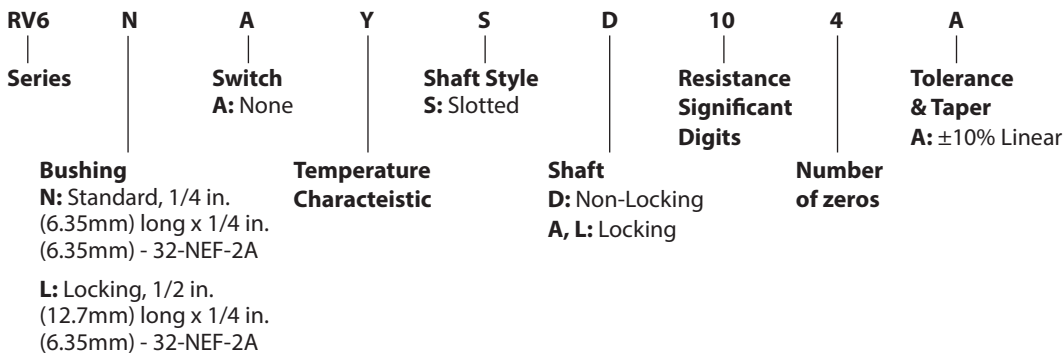 RV6 N A Y S D 10 4 A
Series
Switch
A: None
Shaft Style
S: Slotted
Resistance
Significant
Digits
Tolerance
& Taper
A: ±10% Linear
Bushing
N: Standard, 1/4 in.
(6.35mm) long x 1/4 in.
(6.35mm) - 32-NEF-2A
L: Locking, 1/2 in.
(12.7mm) long x 1/4 in.
(6.35mm) - 32-NEF-2A
Temperature
Characteistic
Shaft
D: Non-Locking
A, L: Locking
Number
of zeros